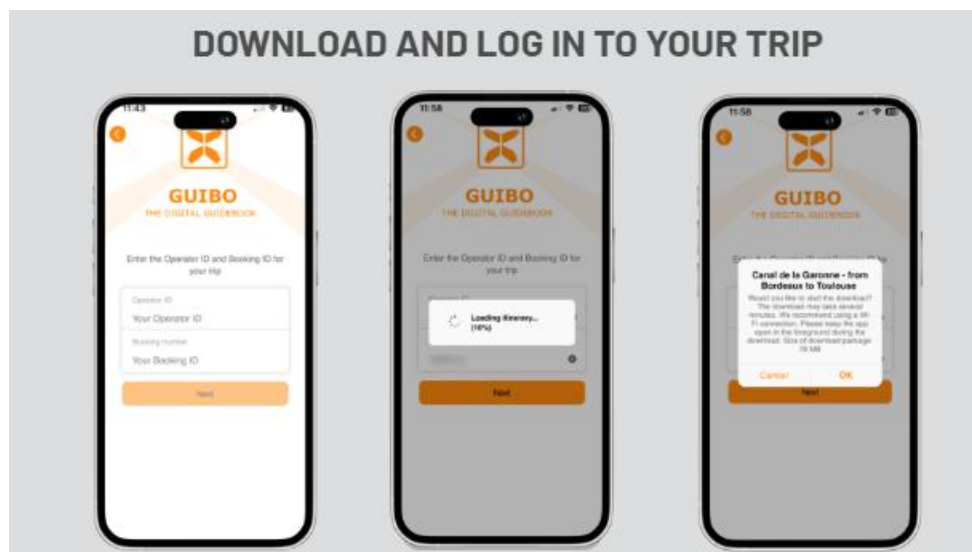 DOWNLOAD AND LOG IN TO YOUR TRIP
11:43
GUIBO
THE DIGITAL GUIDEBOOK
Enter the Operator ID and Booking ID for
your trip
Operator ID
Your Operator ID
Booking number
Your Booking ID
Next
11:58
GUIBO
THE DIGITAL GUIDEBOOK
Enter the Operator ID and Booking ID for
your trip
Loading itinerary...
(16%)
Next
11:58
GUIBO
THE DIGITAL GUIDEBOOK
Canal de la Garonne - from
Bordeaux to Toulouse
Would you like to start the download?
The download may take several
minutes. We recommend using a Wi-
Fi connection. Please keep the app
open in the foreground during the
download. Size of download package
MB
Cancel
OK
Next